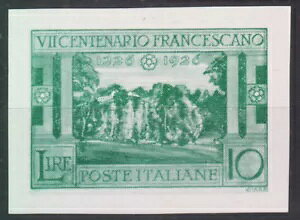 VII CENTENARIO FRANCESCANO
1226 1926
LIRE 10
POSTE ITALIANE